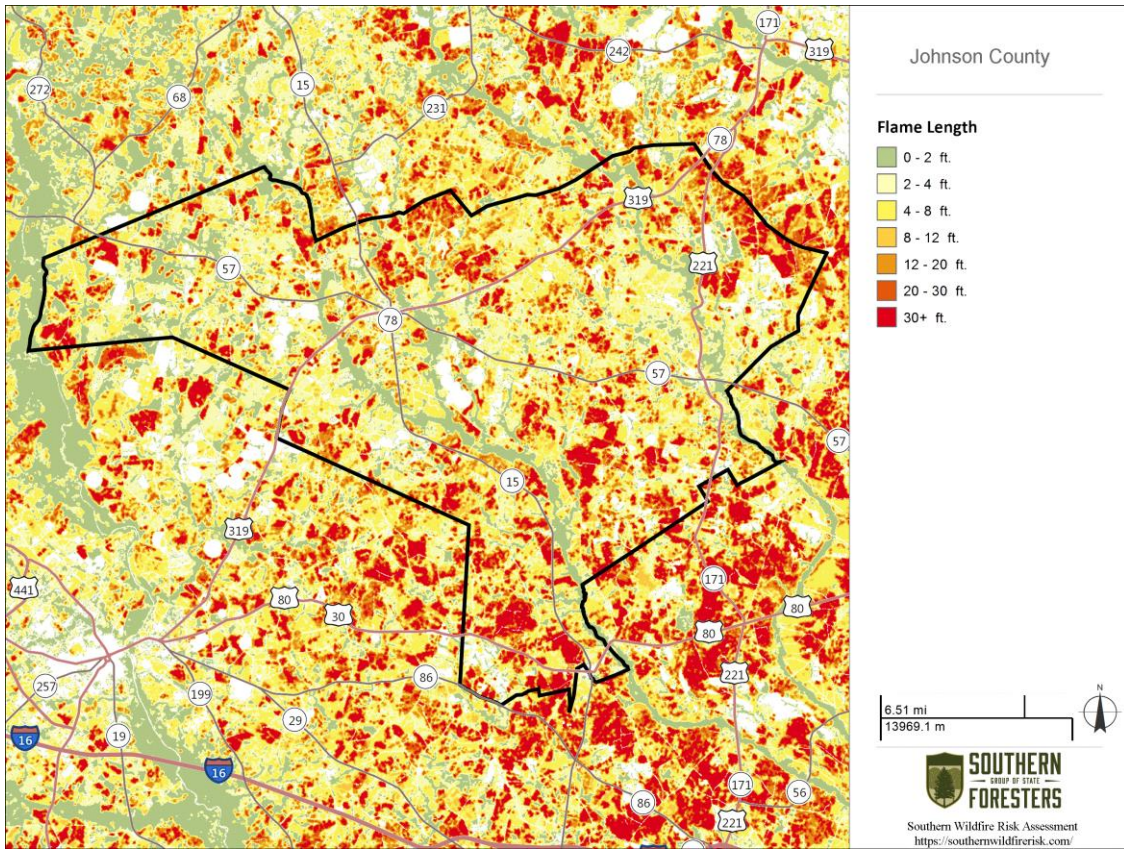 171
319
242
272
68
15
231
78
319
57
221
78
57
57
15
319
441
171
80
80
30
80
86
221
257
199
29
19
16
16
171
56
86
221
Johnson County
Flame Length
0 - 2 ft.
2 - 4 ft.
4 - 8 ft.
8 - 12 ft.
12 - 20 ft.
20 - 30 ft.
30+ ft.
6.51 mi
13969.1 m
N
SOUTHERN
GROUP OF STATE
FORESTERS
Southern Wildfire Risk Assessment
https://southernwildfirerisk.com/